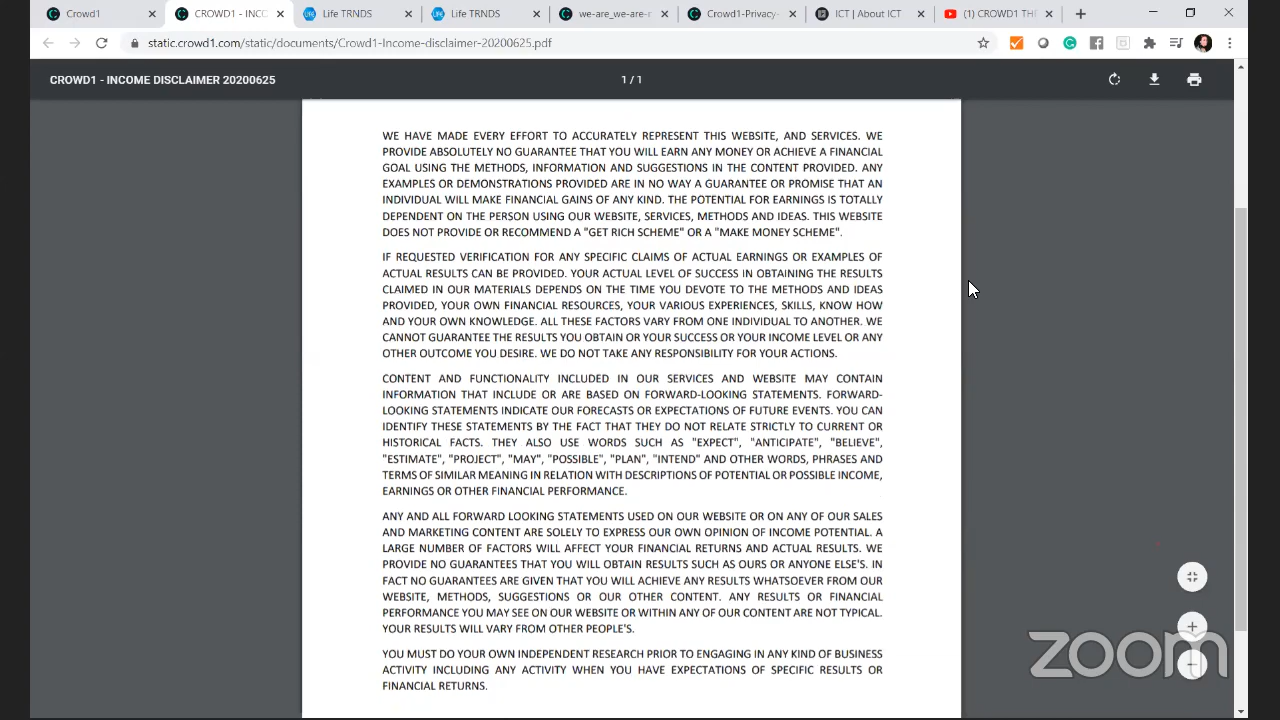 Crowd1
CROWD1 - INC
Life TRNDS
Life TRNDS
we-are_we-are-r
Crowd1-Privacy-
ICT | About ICT
(1) CROWD1 TH
static.crowd1.com/static/documents/Crowd1-Income-disclaimer-20200625.pdf
CROWD1 - INCOME DISCLAIMER 20200625
1 / 1
WE HAVE MADE EVERY EFFORT TO ACCURATELY REPRESENT THIS WEBSITE, AND SERVICES. WE
PROVIDE ABSOLUTELY NO GUARANTEE THAT YOU WILL EARN ANY MONEY OR ACHIEVE A FINANCIAL
GOAL USING THE METHODS, INFORMATION AND SUGGESTIONS IN THE CONTENT PROVIDED. ANY
EXAMPLES OR DEMONSTRATIONS PROVIDED ARE IN NO WAY A GUARANTEE OR PROMISE THAT AN
INDIVIDUAL WILL MAKE FINANCIAL GAINS OF ANY KIND. THE POTENTIAL FOR EARNINGS IS TOTALLY
DEPENDENT ON THE PERSON USING OUR WEBSITE, SERVICES, METHODS AND IDEAS. THIS WEBSITE
DOES NOT PROVIDE OR RECOMMEND A "GET RICH SCHEME" OR A "MAKE MONEY SCHEME".
IF REQUESTED VERIFICATION FOR ANY SPECIFIC CLAIMS OF ACTUAL EARNINGS OR EXAMPLES OF
ACTUAL RESULTS CAN BE PROVIDED. YOUR ACTUAL LEVEL OF SUCCESS IN OBTAINING THE RESULTS
CLAIMED IN OUR MATERIALS DEPENDS ON THE TIME YOU DEVOTE TO THE METHODS AND IDEAS
PROVIDED, YOUR OWN FINANCIAL RESOURCES, YOUR VARIOUS EXPERIENCES, SKILLS, KNOW HOW
AND YOUR OWN KNOWLEDGE. ALL THESE FACTORS VARY FROM ONE INDIVIDUAL TO ANOTHER. WE
CANNOT GUARANTEE THE RESULTS YOU OBTAIN OR YOUR SUCCESS OR YOUR INCOME LEVEL OR ANY
OTHER OUTCOME YOU DESIRE. WE DO NOT TAKE ANY RESPONSIBILITY FOR YOUR ACTIONS.
CONTENT AND FUNCTIONALITY INCLUDED IN OUR SERVICES AND WEBSITE MAY CONTAIN
INFORMATION THAT INCLUDE OR ARE BASED ON FORWARD-LOOKING STATEMENTS. FORWARD-
LOOKING STATEMENTS INDICATE OUR FORECASTS OR EXPECTATIONS OF FUTURE EVENTS. YOU CAN
IDENTIFY THESE STATEMENTS BY THE FACT THAT THEY DO NOT RELATE STRICTLY TO CURRENT OR
HISTORICAL FACTS. THEY ALSO USE WORDS SUCH AS "EXPECT", "ANTICIPATE", "BELIEVE",
"ESTIMATE", "PROJECT", "MAY", "POSSIBLE", "PLAN", "INTEND" AND OTHER WORDS, PHRASES AND
TERMS OF SIMILAR MEANING IN RELATION WITH DESCRIPTIONS OF POTENTIAL OR POSSIBLE INCOME,
EARNINGS OR OTHER FINANCIAL PERFORMANCE.
ANY AND ALL FORWARD LOOKING STATEMENTS USED ON OUR WEBSITE OR ON ANY OF OUR SALES
AND MARKETING CONTENT ARE SOLELY TO EXPRESS OUR OWN OPINION OF INCOME POTENTIAL. A
LARGE NUMBER OF FACTORS WILL AFFECT YOUR FINANCIAL RETURNS AND ACTUAL RESULTS. WE
PROVIDE NO GUARANTEES THAT YOU WILL OBTAIN RESULTS SUCH AS OURS OR ANYONE ELSE'S. IN
FACT NO GUARANTEES ARE GIVEN THAT YOU WILL ACHIEVE ANY RESULTS WHATSOEVER FROM OUR
WEBSITE, METHODS, SUGGESTIONS OR OUR OTHER CONTENT. ANY RESULTS OR FINANCIAL
PERFORMANCE YOU MAY SEE ON OUR WEBSITE OR WITHIN ANY OF OUR CONTENT ARE NOT TYPICAL.
YOUR RESULTS WILL VARY FROM OTHER PEOPLE'S.
YOU MUST DO YOUR OWN INDEPENDENT RESEARCH PRIOR TO ENGAGING IN ANY KIND OF BUSINESS
ACTIVITY INCLUDING ANY ACTIVITY WHEN YOU HAVE EXPECTATIONS OF SPECIFIC RESULTS OR
FINANCIAL RETURNS.
zoom